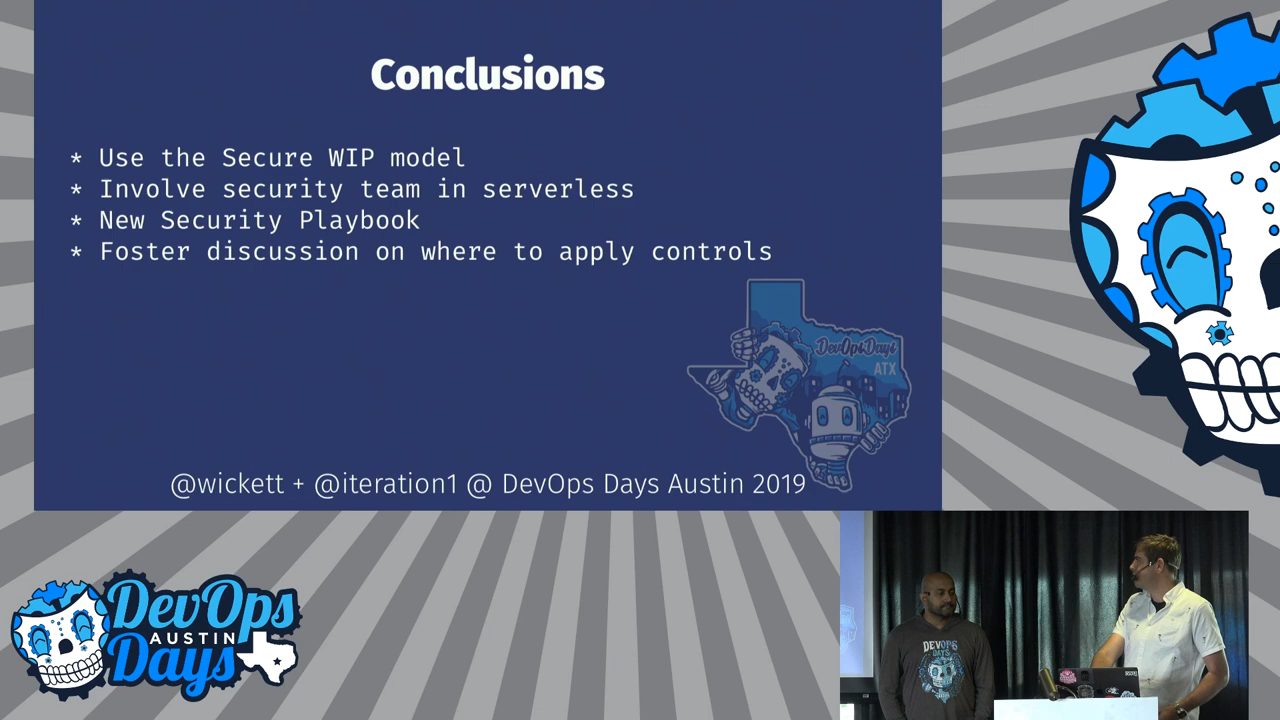 Conclusions
* Use the Secure WIP model
* Involve security team in serverless
* New Security Playbook
* Foster discussion on where to apply controls
DevOpsDays
ATX
@wickett + @iteration1 @ DevOps Days Austin 2019
DevOps
AUSTIN
Days
DEVOPS
DAYS